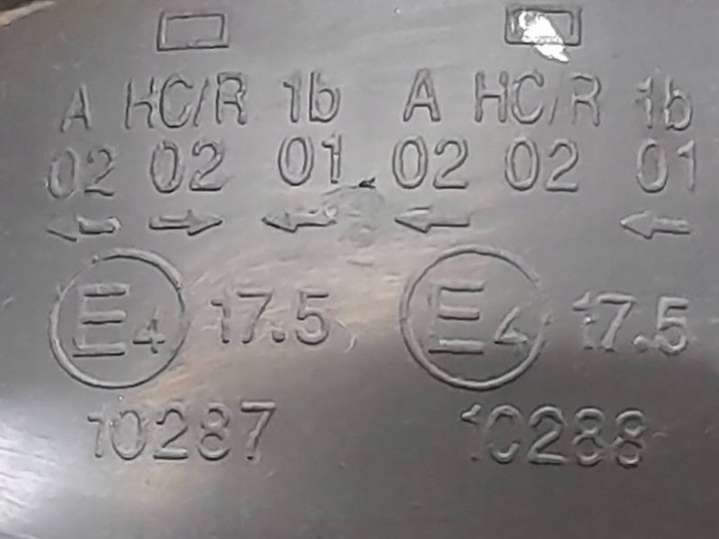 A HC/R 1b A HC/R 1b
02 02 01 02 02 01
← → ← ← ←
E4 17.5 E4 17.5
10287 10288